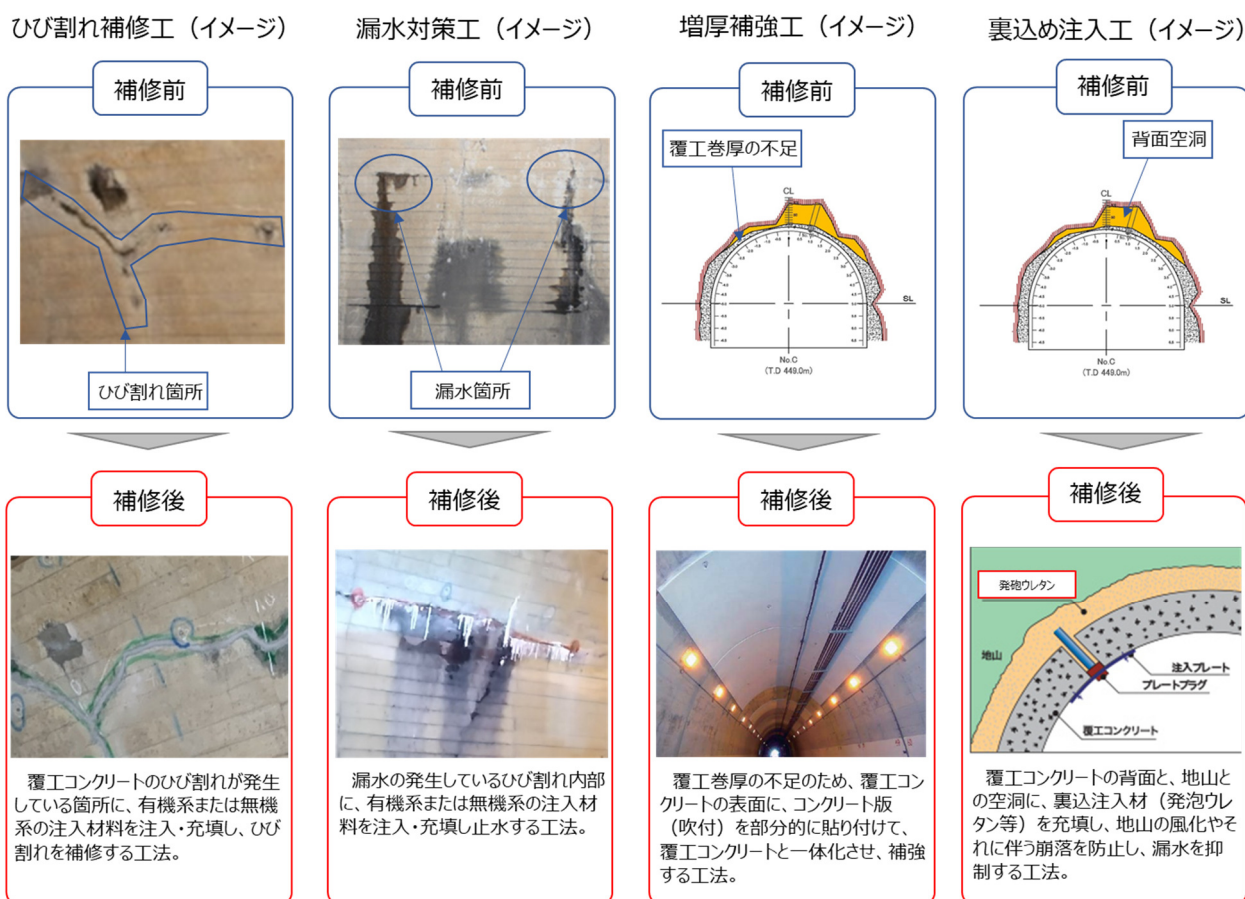 ひび割れ補修工（イメージ）
補修前
ひび割れ箇所
補修後
覆工コンクリートのひび割れが発生
している箇所に、有機系または無機
系の注入材料を注入・充填し、ひび
割れを補修する工法。
漏水対策工（イメージ）
補修前
漏水箇所
補修後
漏水の発生しているひび割れ内部
に、有機系または無機系の注入材
料を注入・充填し止水する工法。
増厚補強工（イメージ）
補修前
覆工巻厚の不足
CL
SL
No.C
(T.D 449.0m)
補修後
覆工巻厚の不足のため、覆工コン
クリートの表面に、コンクリート版
（吹付）を部分的に貼り付けて、
覆工コンクリートと一体化させ、補強
する工法。
裏込め注入工（イメージ）
補修前
背面空洞
CL
SL
No.C
(T.D 449.0m)
補修後
発砲ウレタン
地山
注入プレート
プレートプラグ
覆工コンクリート
覆工コンクリートの背面と、地山と
の空洞に、裏込注入材（発泡ウレ
タン等）を充填し、地山の風化やそ
れに伴う崩落を防止し、漏水を抑
制する工法。